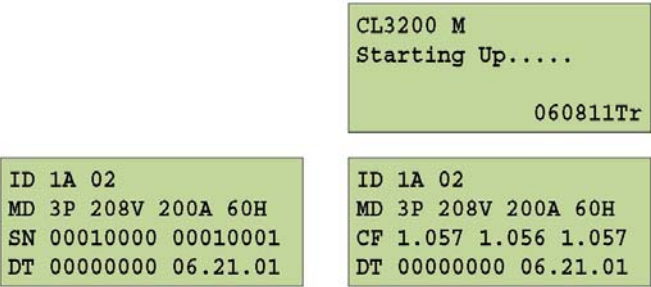 CL3200 M
Starting Up.....
060811Tr
ID 1A 02
MD 3P 208V 200A 60H
SN 00010000 00010001
DT 00000000 06.21.01
ID 1A 02
MD 3P 208V 200A 60H
CF 1.057 1.056 1.057
DT 00000000 06.21.01